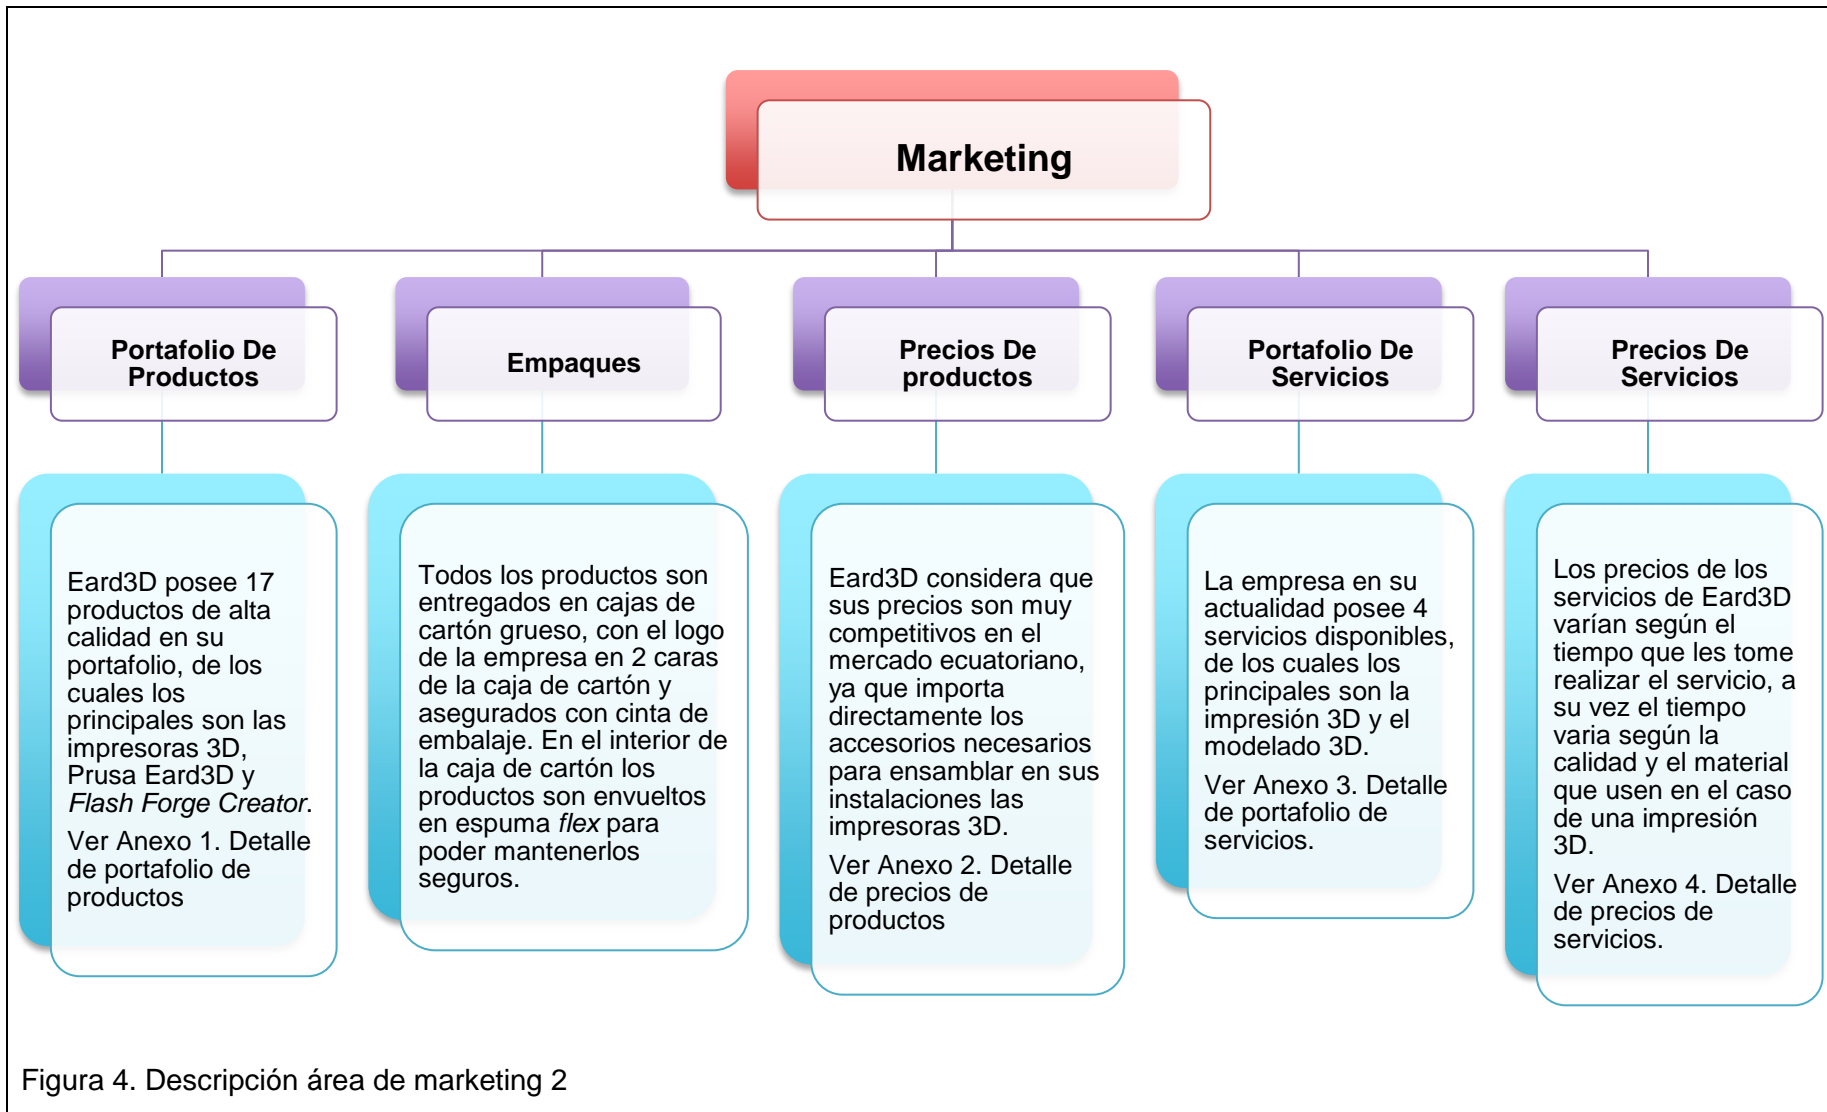 Marketing
Portafolio De
Productos
Empaques
Precios De
productos
Portafolio De
Servicios
Precios De
Servicios
Eard3D posee 17
productos de alta
calidad en su
portafolio, de los
cuales los
principales son las
impresoras 3D,
Prusa Eard3D y
Flash Forge Creator.
Ver Anexo 1. Detalle
de portafolio de
productos
Todos los productos son
entregados en cajas de
cartón grueso, con el logo
de la empresa en 2 caras
de la caja de cartón y
asegurados con cinta de
embalaje. En el interior de
la caja de cartón los
productos son envueltos
en espuma flex para
poder mantenerlos
seguros.
Eard3D considera que
sus precios son muy
competitivos en el
mercado ecuatoriano,
ya que importa
directamente los
accesorios necesarios
para ensamblar en sus
instalaciones las
impresoras 3D.
Ver Anexo 2. Detalle
de precios de
productos
La empresa en su
actualidad posee 4
servicios disponibles,
de los cuales los
principales son la
impresión 3D y el
modelado 3D.
Ver Anexo 3. Detalle
de portafolio de
servicios.
Los precios de los
servicios de Eard3D
varían según el
tiempo que les tome
realizar el servicio, a
su vez el tiempo
varia según la
calidad y el material
que usen en el caso
de una impresión
3D.
Ver Anexo 4. Detalle
de precios de
servicios.
Figura 4. Descripción área de marketing 2